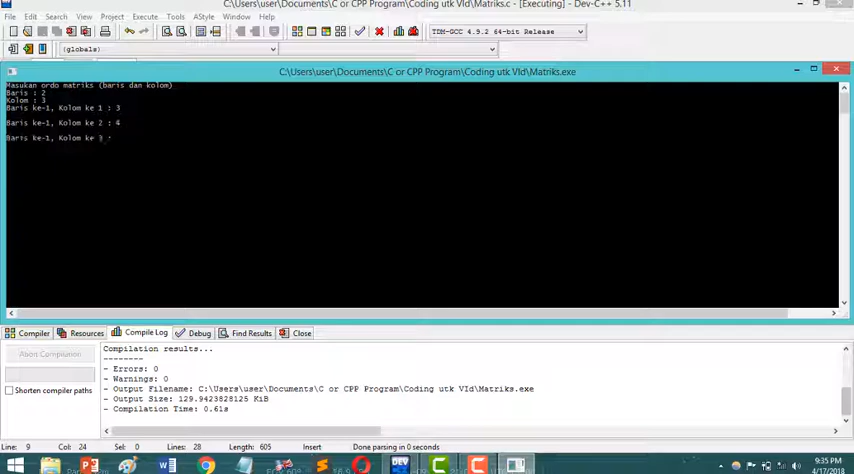 C:\Users\user\Documents\C or CPP Program\Coding utk VId\Matriks.c - [Executing] - Dev-C++ 5.11
File Edit Search View Project Execute Tools AStyle Window Help
TDM-GCC 4.9.2 64-bit Release
(globals)
C:\Users\user\Documents\C or CPP Program\Coding utk VId\Matriks.exe
Masukan ordo matriks (baris dan kolom)
Baris : 2
Kolom : 3
Baris ke-1, Kolom ke 1 : 3
Baris ke-1, Kolom ke 2 : 4
Baris ke-1, Kolom ke 3 :
Compiler Resources Compile Log Debug Find Results Close
Abort Compilation
Shorten compiler paths
Compilation results...
--------
- Errors: 0
- Warnings: 0
- Output Filename: C:\Users\user\Documents\C or CPP Program\Coding utk VId\Matriks.exe
- Output Size: 129.9423828125 KiB
- Compilation Time: 0.61s
Line: 9 Col: 24 Sel: 0 Lines: 28 Length: 605 Insert Done parsing in 0 seconds
9:35 PM
4/17/2018